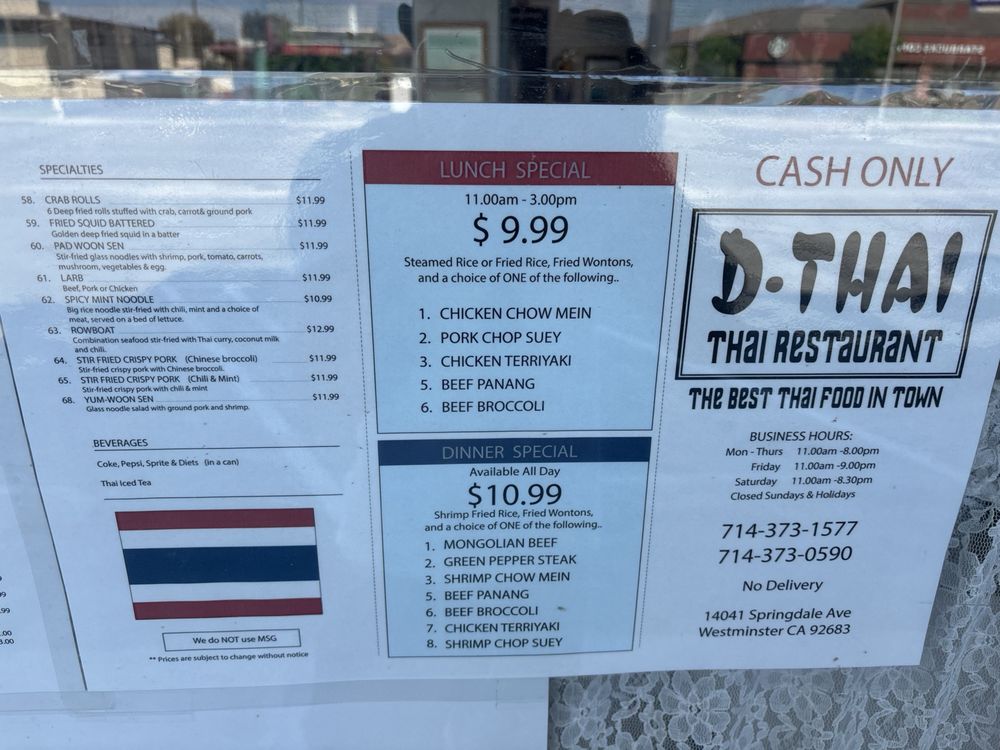 SPECIALTIES
58. CRAB ROLLS $11.99
6 Deep fried rolls stuffed with crab, carrot& ground pork
59. FRIED SQUID BATTERED $11.99
Golden deep fried squid in a batter
60. PAD WOON SEN $11.99
Stir-fried glass noodles with shrimp, pork, tomato, carrots,
mushroom, vegetables & egg.
61. LARB $11.99
Beef, Pork or Chicken
62. SPICY MINT NOODLE $10.99
Big rice noodle stir-fried with chili, mint and a choice of
meat, served on a bed of lettuce.
63. ROWBOAT $12.99
Combination seafood stir-fried with Thai curry, coconut milk
and chili.
64. STIR FRIED CRISPY PORK (Chinese broccoli) $11.99
Stir-fried crispy pork with Chinese broccoli.
65. STIR FRIED CRISPY PORK (Chili & Mint) $11.99
Stir-fried crispy pork with chili & mint
68. YUM-WOON SEN $11.99
Glass noodle salad with ground pork and shrimp.
BEVERAGES
Coke, Pepsi, Sprite & Diets (in a can)
Thai Iced Tea
We do NOT use MSG
** Prices are subject to change without notice
LUNCH SPECIAL
11.00am - 3.00pm
$ 9.99
Steamed Rice or Fried Rice, Fried Wontons,
and a choice of ONE of the following..
1. CHICKEN CHOW MEIN
2. PORK CHOP SUEY
3. CHICKEN TERRIYAKI
5. BEEF PANANG
6. BEEF BROCCOLI
DINNER SPECIAL
Available All Day
$10.99
Shrimp Fried Rice, Fried Wontons,
and a choice of ONE of the following..
1. MONGOLIAN BEEF
2. GREEN PEPPER STEAK
3. SHRIMP CHOW MEIN
5. BEEF PANANG
6. BEEF BROCCOLI
7. CHICKEN TERRIYAKI
8. SHRIMP CHOP SUEY
CASH ONLY
D•THAI
THAI RESTAURANT
THE BEST THAI FOOD IN TOWN
BUSINESS HOURS:
Mon - Thurs 11.00am -8.00pm
Friday 11.00am -9.00pm
Saturday 11.00am -8.30pm
Closed Sundays & Holidays
714-373-1577
714-373-0590
No Delivery
14041 Springdale Ave
Westminster CA 92683